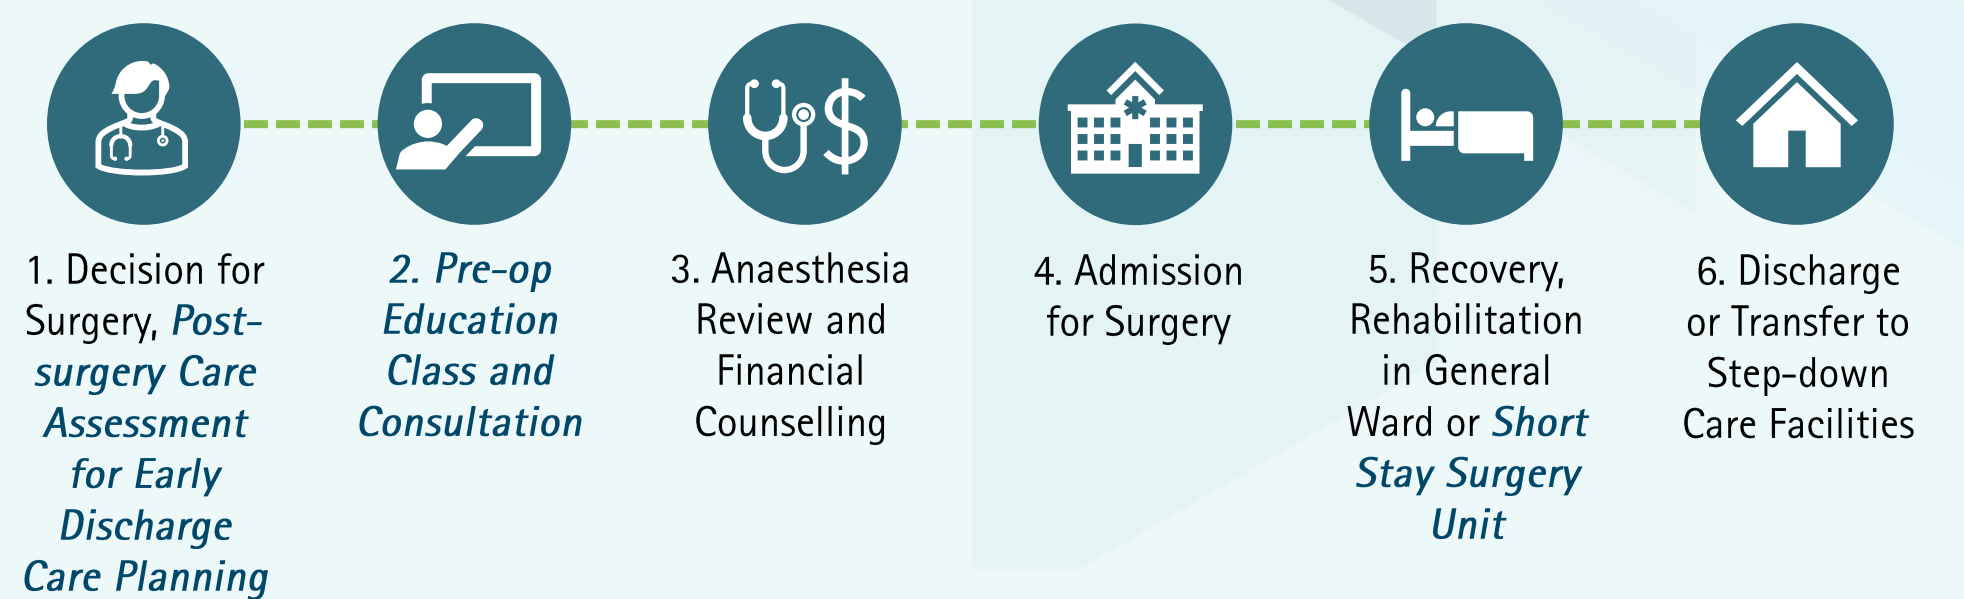 1. Decision for
Surgery, Post-
surgery Care
Assessment
for Early
Discharge
Care Planning
2. Pre-op
Education
Class and
Consultation
3. Anaesthesia
Review and
Financial
Counselling
4. Admission
for Surgery
5. Recovery,
Rehabilitation
in General
Ward or Short
Stay Surgery
Unit
6. Discharge
or Transfer to
Step-down
Care Facilities